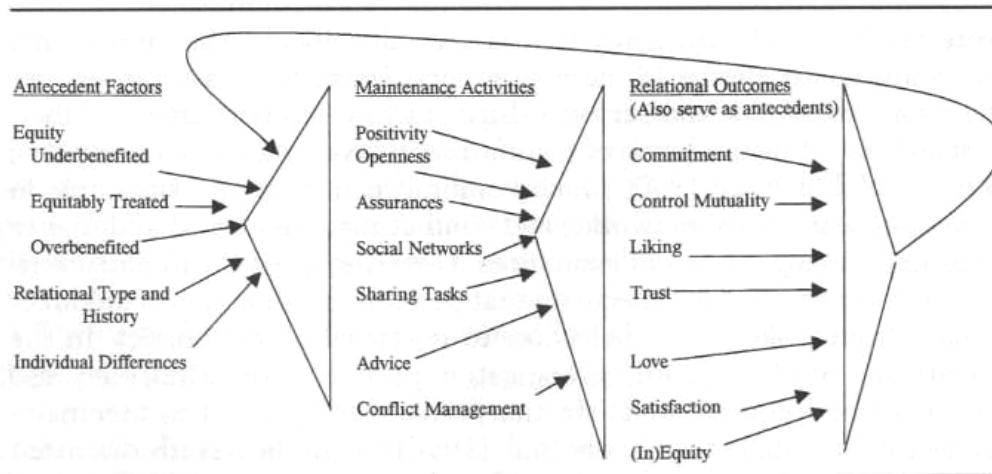 Antecedent Factors
Equity
Underbenefited
Equitably Treated
Overbenefited
Relational Type and
History
Individual Differences
Maintenance Activities
Positivity
Openness
Assurances
Social Networks
Sharing Tasks
Advice
Conflict Management
Relational Outcomes
(Also serve as antecedents)
Commitment
Control Mutuality
Liking
Trust
Love
Satisfaction
(In)Equity